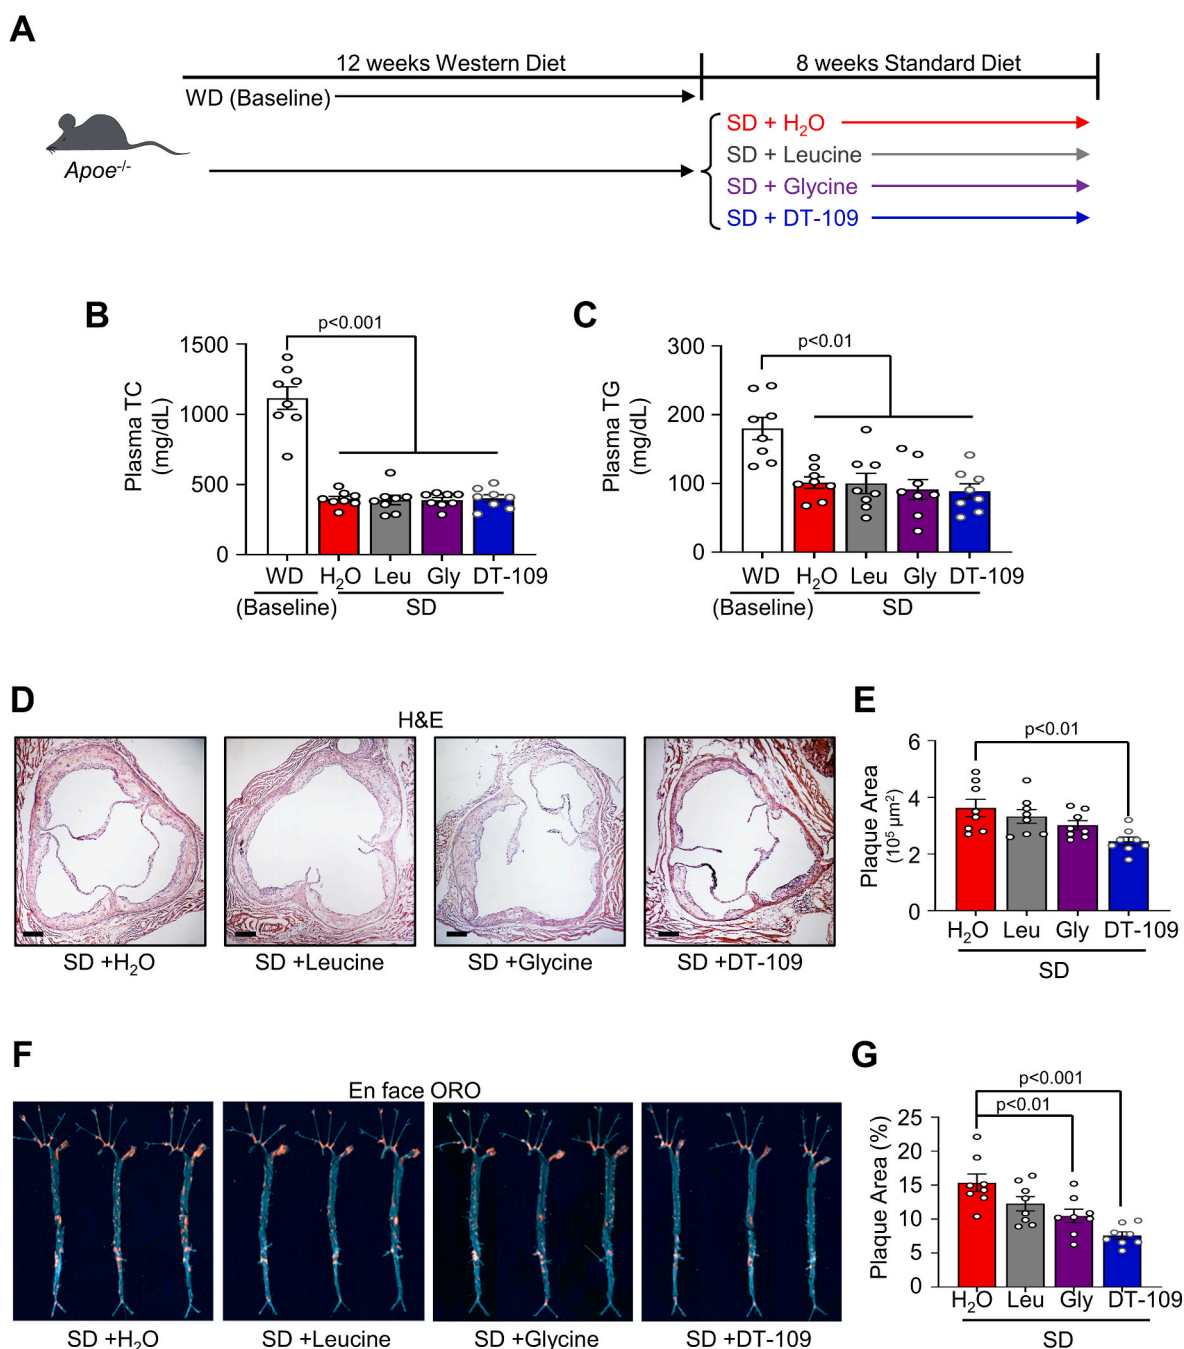 A
12 weeks Western Diet
8 weeks Standard Diet
WD (Baseline)
SD + H₂O
SD + Leucine
SD + Glycine
SD + DT-109
Apoe-/-
B
p<0.001
Plasma TC
(mg/dL)
1500
1000
500
0
WD
H₂O
Leu
Gly
DT-109
(Baseline)
SD
C
p<0.01
Plasma TG
(mg/dL)
300
200
100
0
WD
H₂O
Leu
Gly
DT-109
(Baseline)
SD
D
H&E
SD +H₂O
SD +Leucine
SD +Glycine
SD +DT-109
E
p<0.01
Plaque Area
(10⁵ µm²)
6
4
2
0
H₂O
Leu
Gly
DT-109
SD
F
En face ORO
SD +H₂O
SD +Leucine
SD +Glycine
SD +DT-109
G
p<0.001
p<0.01
Plaque Area (%)
25
20
15
10
5
0
H₂O
Leu
Gly
DT-109
SD